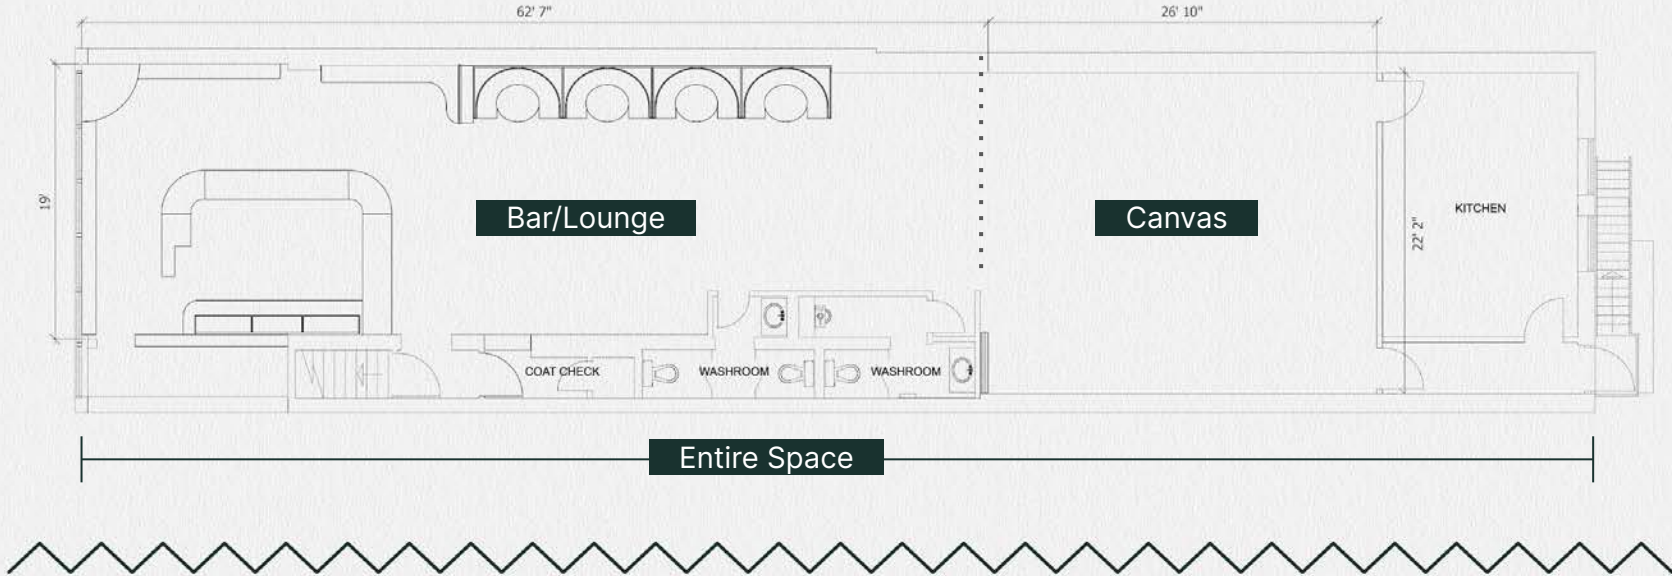 62' 7"
26' 10"
19'
Bar/Lounge
Canvas
KITCHEN
22' 2"
COAT CHECK
WASHROOM
WASHROOM
Entire Space